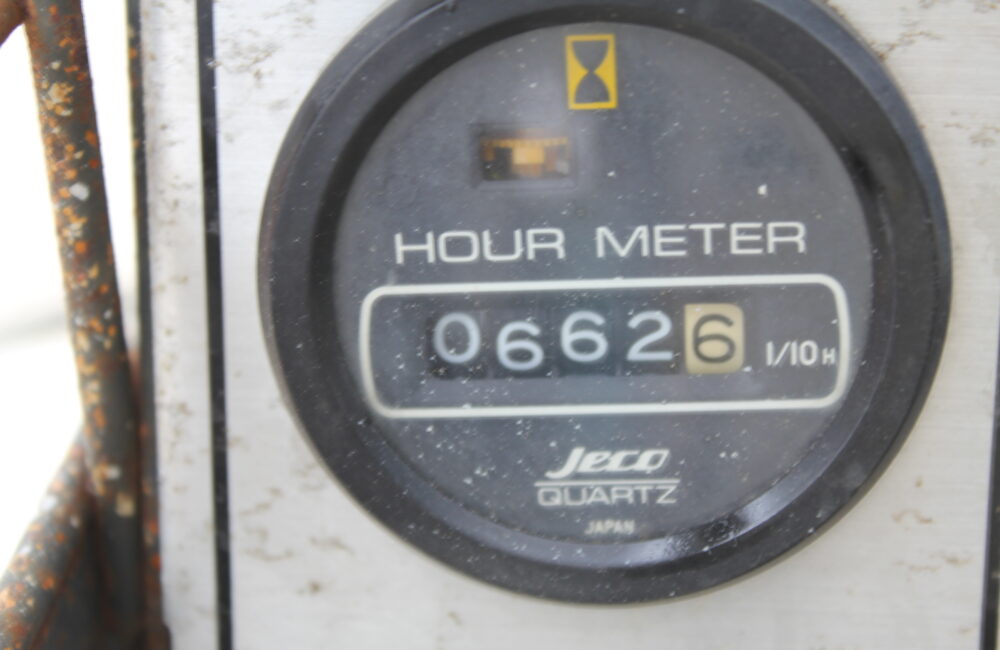 HOUR METER
06626 1/10H
Jeco
QUARTZ
JAPAN